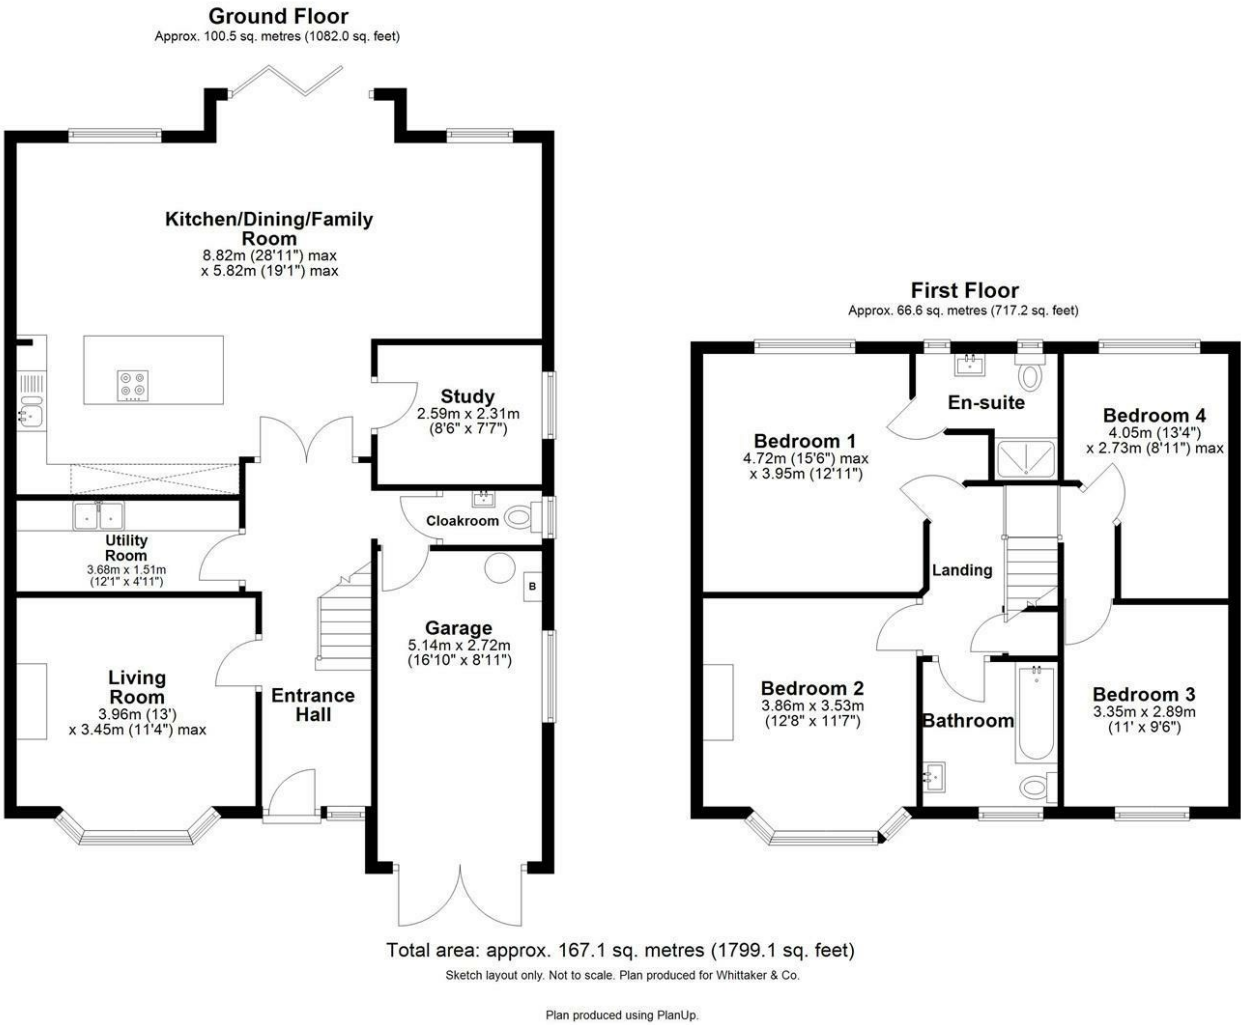 Ground Floor
Approx. 100.5 sq. metres (1082.0 sq. feet)
Kitchen/Dining/Family
Room
8.82m (28'11") max
x 5.82m (19'1") max
Study
2.59m x 2.31m
(8'6" x 7'7")
Cloakroom
Utility
Room
3.68m x 1.51m
(12'1" x 4'11")
B
Garage
5.14m x 2.72m
(16'10" x 8'11")
Living
Room
3.96m (13')
x 3.45m (11'4") max
Entrance
Hall
First Floor
Approx. 66.6 sq. metres (717.2 sq. feet)
En-suite
Bedroom 1
4.72m (15'6") max
x 3.95m (12'11")
Bedroom 4
4.05m (13'4")
x 2.73m (8'11") max
Landing
Bedroom 2
3.86m x 3.53m
(12'8" x 11'7")
Bathroom
Bedroom 3
3.35m x 2.89m
(11' x 9'6")
Total area: approx. 167.1 sq. metres (1799.1 sq. feet)
Sketch layout only. Not to scale. Plan produced for Whittaker & Co.
Plan produced using PlanUp.